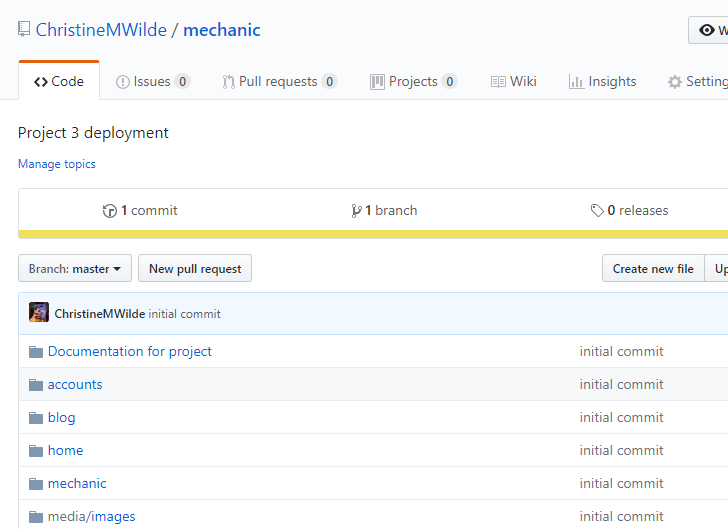 ChristineMWilde / mechanic
Code Issues 0 Pull requests 0 Projects 0 Wiki Insights
Project 3 deployment
Manage topics
1 commit 1 branch 0 releases
Branch: master New pull request Create new file
ChristineMWilde initial commit
Documentation for project initial commit
accounts initial commit
blog initial commit
home initial commit
mechanic initial commit
media/images initial commit